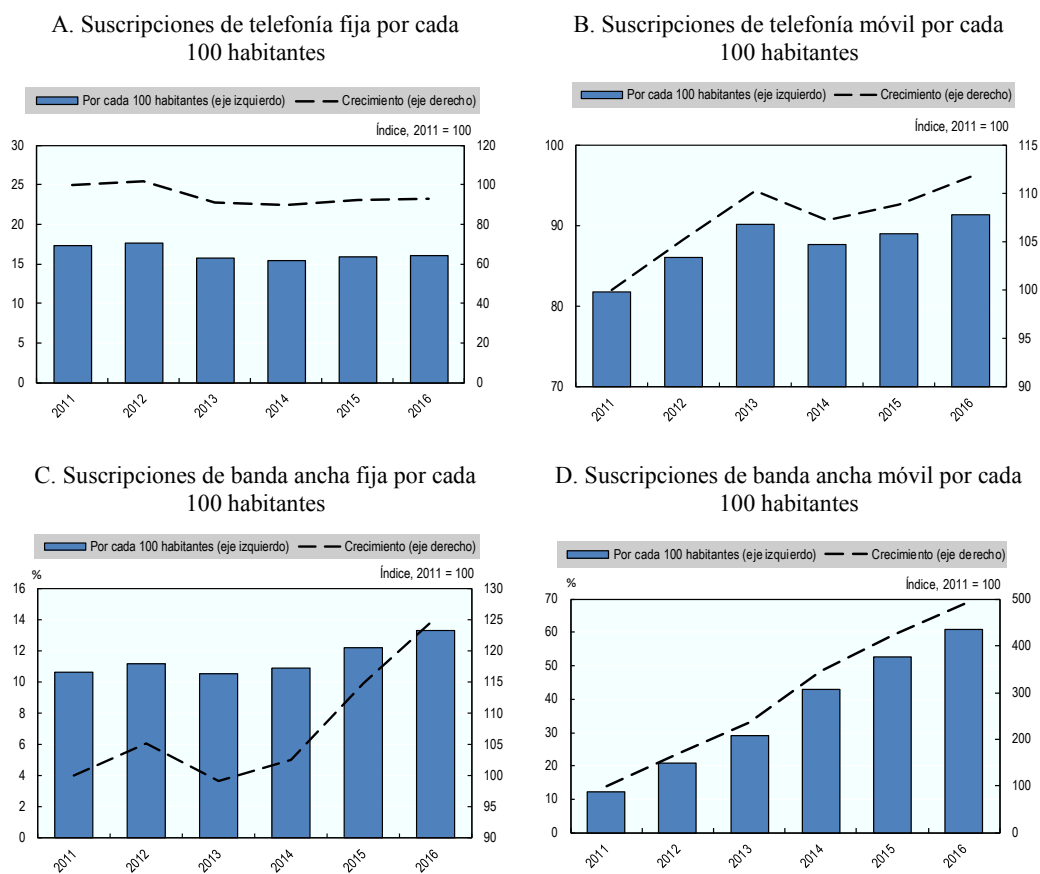 A. Suscripciones de telefonía fija por cada
100 habitantes
Por cada 100 habitantes (eje izquierdo) Crecimiento (eje derecho)
Índice, 2011 = 100
30
25
20
15
10
5
0
120
100
80
60
40
20
0
2011 2012 2013 2014 2015 2016
B. Suscripciones de telefonía móvil por cada
100 habitantes
Por cada 100 habitantes (eje izquierdo) Crecimiento (eje derecho)
Índice, 2011 = 100
100
90
80
70
115
110
105
100
95
90
2011 2012 2013 2014 2015 2016
C. Suscripciones de banda ancha fija por cada
100 habitantes
Por cada 100 habitantes (eje izquierdo) Crecimiento (eje derecho)
% Índice, 2011 = 100
16
14
12
10
8
6
4
2
0
130
125
120
115
110
105
100
95
90
2011 2012 2013 2014 2015 2016
D. Suscripciones de banda ancha móvil por cada
100 habitantes
Por cada 100 habitantes (eje izquierdo) Crecimiento (eje derecho)
% Índice, 2011 = 100
70
60
50
40
30
20
10
0
500
400
300
200
100
0
2011 2012 2013 2014 2015 2016